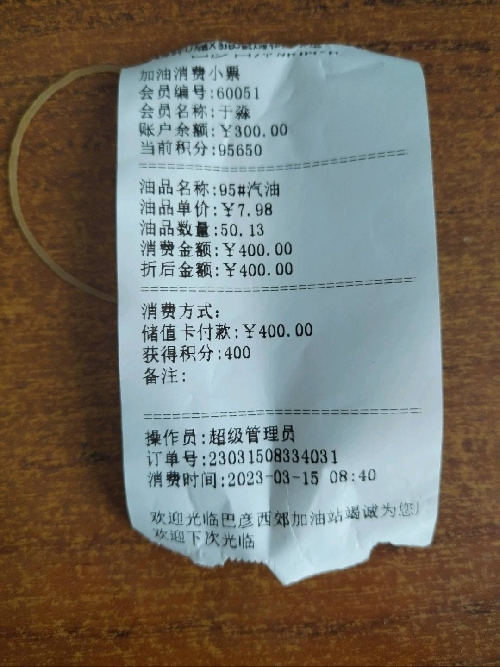 加油消费小票
会员编号:60051
会员名称:于淼
账户余额:￥300.00
当前积分:95650
油品名称:95#汽油
油品单价:￥7.98
油品数量:50.13
消费金额:￥400.00
折后金额:￥400.00
消费方式:
储值卡付款:￥400.00
获得积分:400
备注:
操作员:超级管理员
订单号:23031508334031
消费时间:2023-03-15 08:40
欢迎光临巴彦西郊加油站竭诚为您
欢迎下次光临